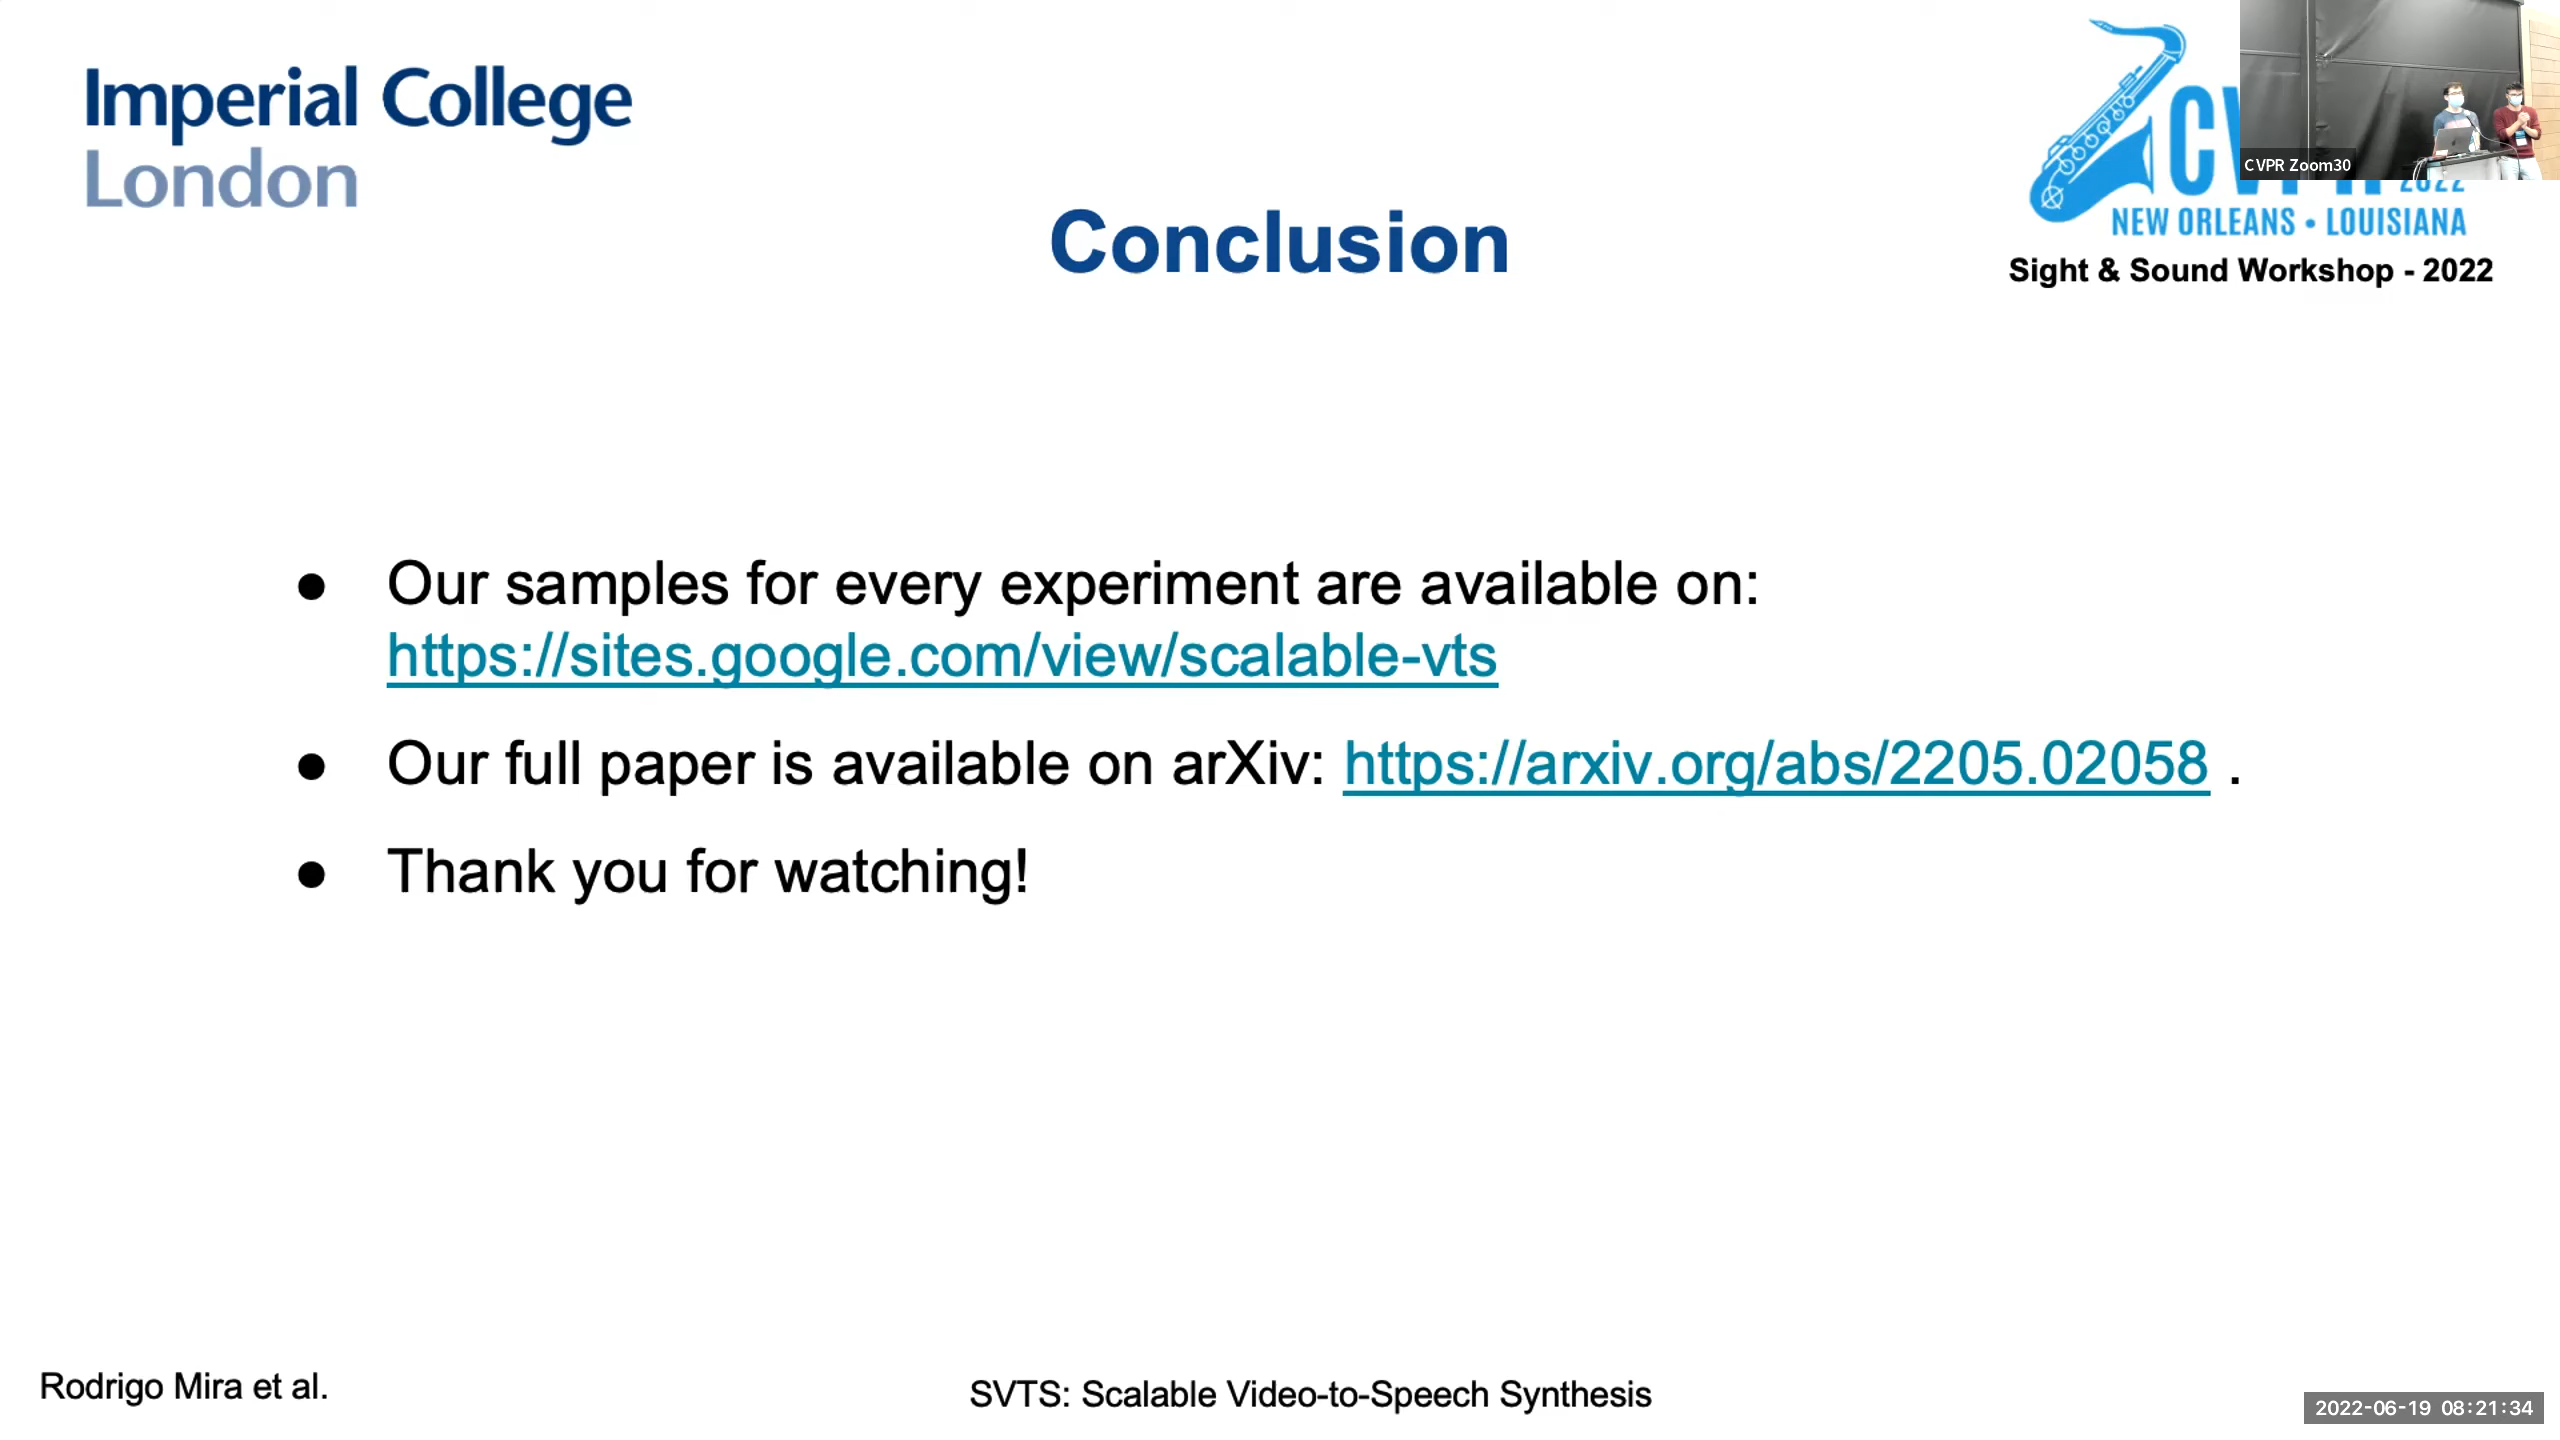 Imperial College
London
CVPR Zoom30
2022
NEW ORLEANS • LOUISIANA
Sight & Sound Workshop - 2022
Conclusion
● Our samples for every experiment are available on:
https://sites.google.com/view/scalable-vts
● Our full paper is available on arXiv: https://arxiv.org/abs/2205.02058 .
● Thank you for watching!
Rodrigo Mira et al.
SVTS: Scalable Video-to-Speech Synthesis
2022-06-19 08:21:34